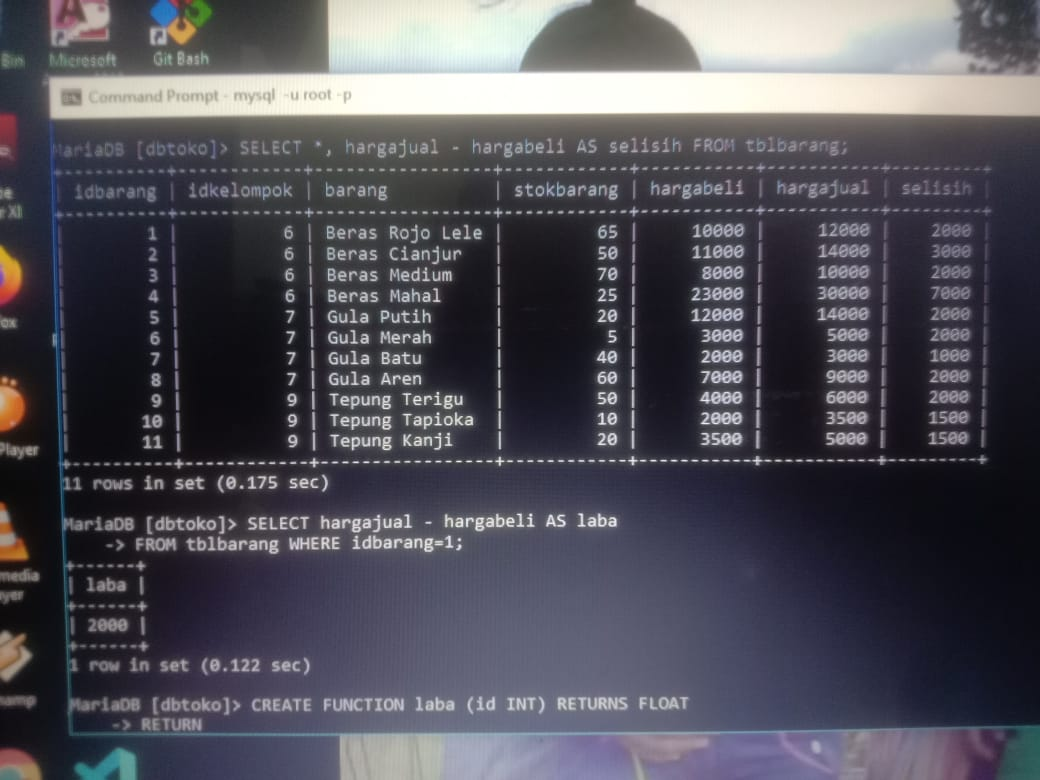 Bin
Microsoft
Git Bash
Command Prompt - mysql -u root -p
MariaDB [dbtoko]> SELECT *, hargajual - hargabeli AS selisih FROM tblbarang;
+----------+------------+------------------+------------+-----------+-----------+---------+
| idbarang | idkelompok | barang | stokbarang | hargabeli | hargajual | selisih |
+----------+------------+------------------+------------+-----------+-----------+---------+
| 1 | 6 | Beras Rojo Lele | 65 | 10000 | 12000 | 2000 |
| 2 | 6 | Beras Cianjur | 50 | 11000 | 14000 | 3000 |
| 3 | 6 | Beras Medium | 70 | 8000 | 10000 | 2000 |
| 4 | 6 | Beras Mahal | 25 | 23000 | 30000 | 7000 |
| 5 | 7 | Gula Putih | 20 | 12000 | 14000 | 2000 |
| 6 | 7 | Gula Merah | 5 | 3000 | 5000 | 2000 |
| 7 | 7 | Gula Batu | 40 | 2000 | 3000 | 1000 |
| 8 | 7 | Gula Aren | 60 | 7000 | 9000 | 2000 |
| 9 | 9 | Tepung Terigu | 50 | 4000 | 6000 | 2000 |
| 10 | 9 | Tepung Tapioka | 10 | 2000 | 3500 | 1500 |
| 11 | 9 | Tepung Kanji | 20 | 3500 | 5000 | 1500 |
+----------+------------+------------------+------------+-----------+-----------+---------+
11 rows in set (0.175 sec)
MariaDB [dbtoko]> SELECT hargajual - hargabeli AS laba
-> FROM tblbarang WHERE idbarang=1;
+------+
| laba |
+------+
| 2000 |
+------+
1 row in set (0.122 sec)
MariaDB [dbtoko]> CREATE FUNCTION laba (id INT) RETURNS FLOAT
-> RETURN
Player